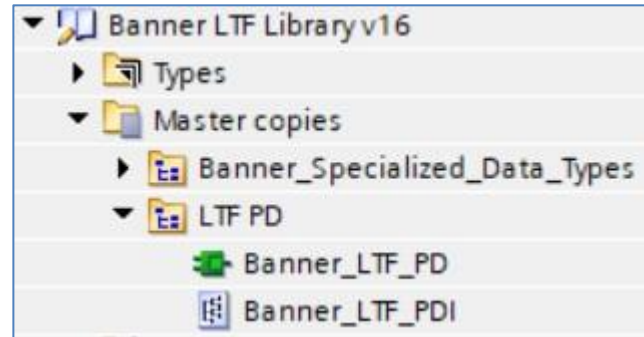 Banner LTF Library v16
Types
Master copies
Banner_Specialized_Data_Types
LTF PD
Banner_LTF_PD
Banner_LTF_PDI